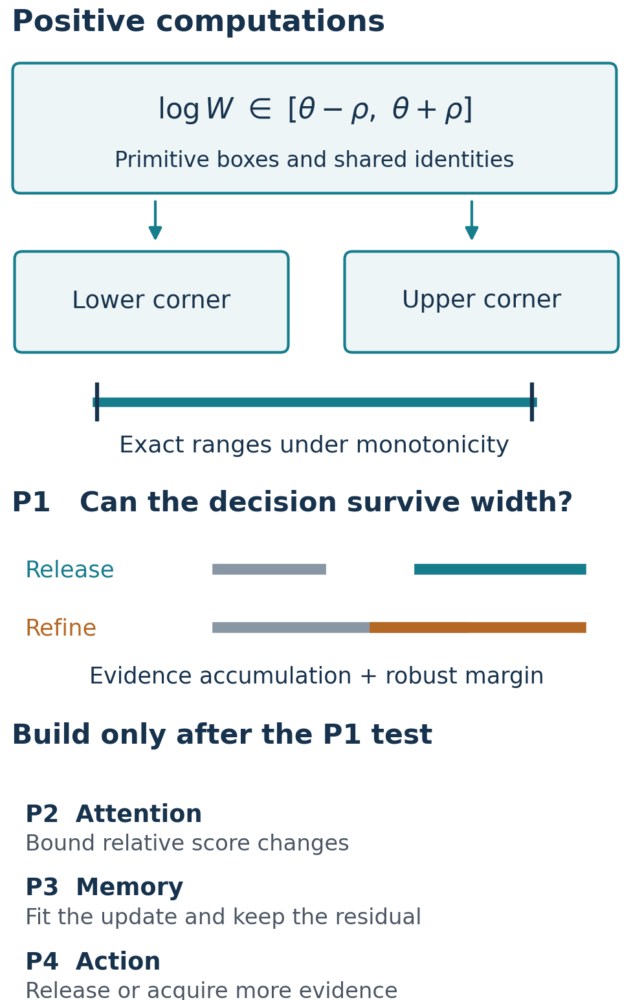 Positive computations
log W ∈ [θ − ρ, θ + ρ]
Primitive boxes and shared identities
Lower corner
Upper corner
Exact ranges under monotonicity
P1 Can the decision survive width?
Release
Refine
Evidence accumulation + robust margin
Build only after the P1 test
P2 Attention
Bound relative score changes
P3 Memory
Fit the update and keep the residual
P4 Action
Release or acquire more evidence